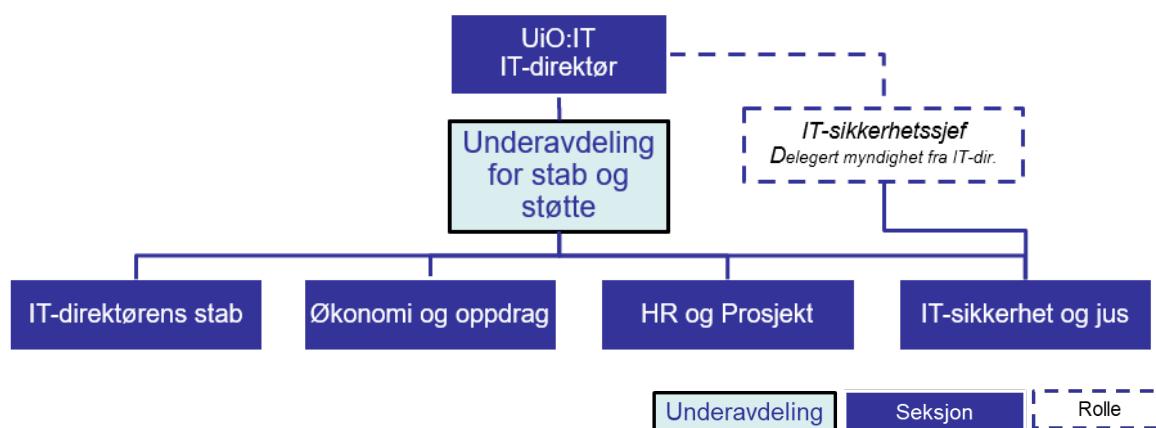 UiO:IT
IT-direktør
Underavdeling
for stab og
støtte
IT-sikkerhetssjef
Delegert myndighet fra IT-dir.
IT-direktørens stab
Økonomi og oppdrag
HR og Prosjekt
IT-sikkerhet og jus
Underavdeling
Seksjon
Rolle